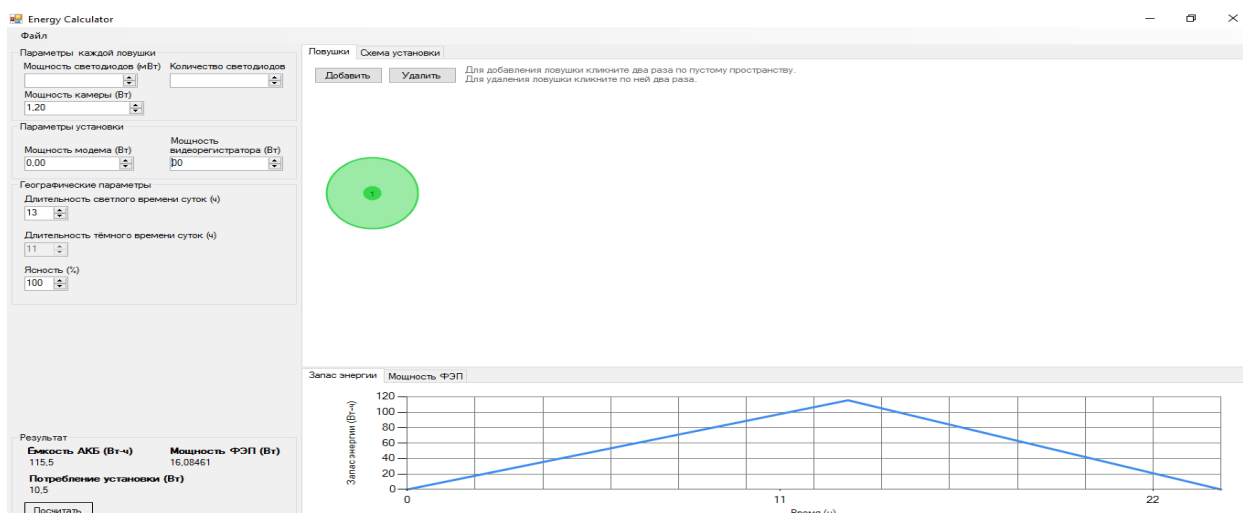 Energy Calculator
Файл
Параметры каждой ловушки
Мощность светодиодов (мВт) Количество светодиодов
Мощность камеры (Вт)
1,20
Параметры установки
Мощность модема (Вт)
Мощность видеорегистратора (Вт)
0,00
00
Географические параметры
Длительность светлого времени суток (ч)
13
Длительность тёмного времени суток (ч)
11
Ясность (%)
100
Результат
Емкость АКБ (Вт-ч) Мощность ФЭП (Вт)
115,5 16,08461
Потребление установки (Вт)
10,5
Посчитать
Ловушки Схема установки
Добавить Удалить
Для добавления ловушки кликните два раза по пустому пространству.
Для удаления ловушки кликните по ней два раза.
1
Запас энергии Мощность ФЭП
Запас энергии (Вт-ч)
120
100
80
60
40
20
0
0 11 22
Время (ч)